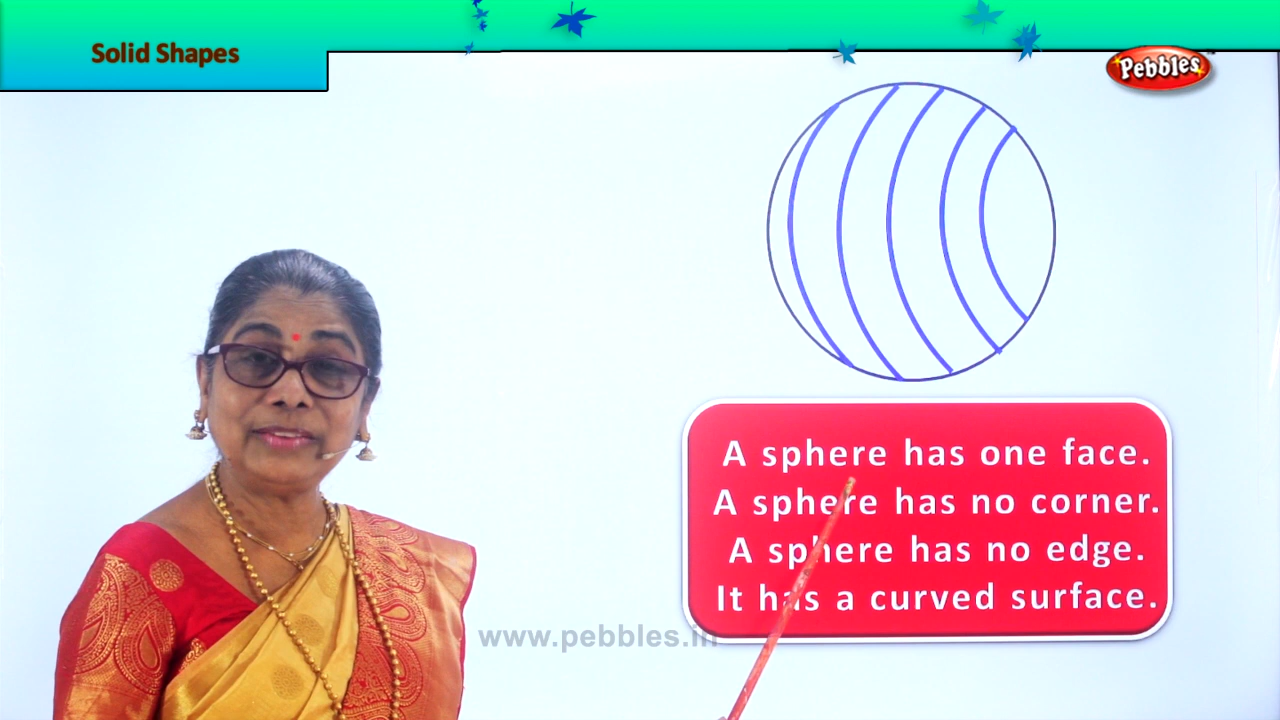 Solid Shapes
Pebbles
A sphere has one face.
A sphere has no corner.
A sphere has no edge.
It has a curved surface.
www.pebbles.in